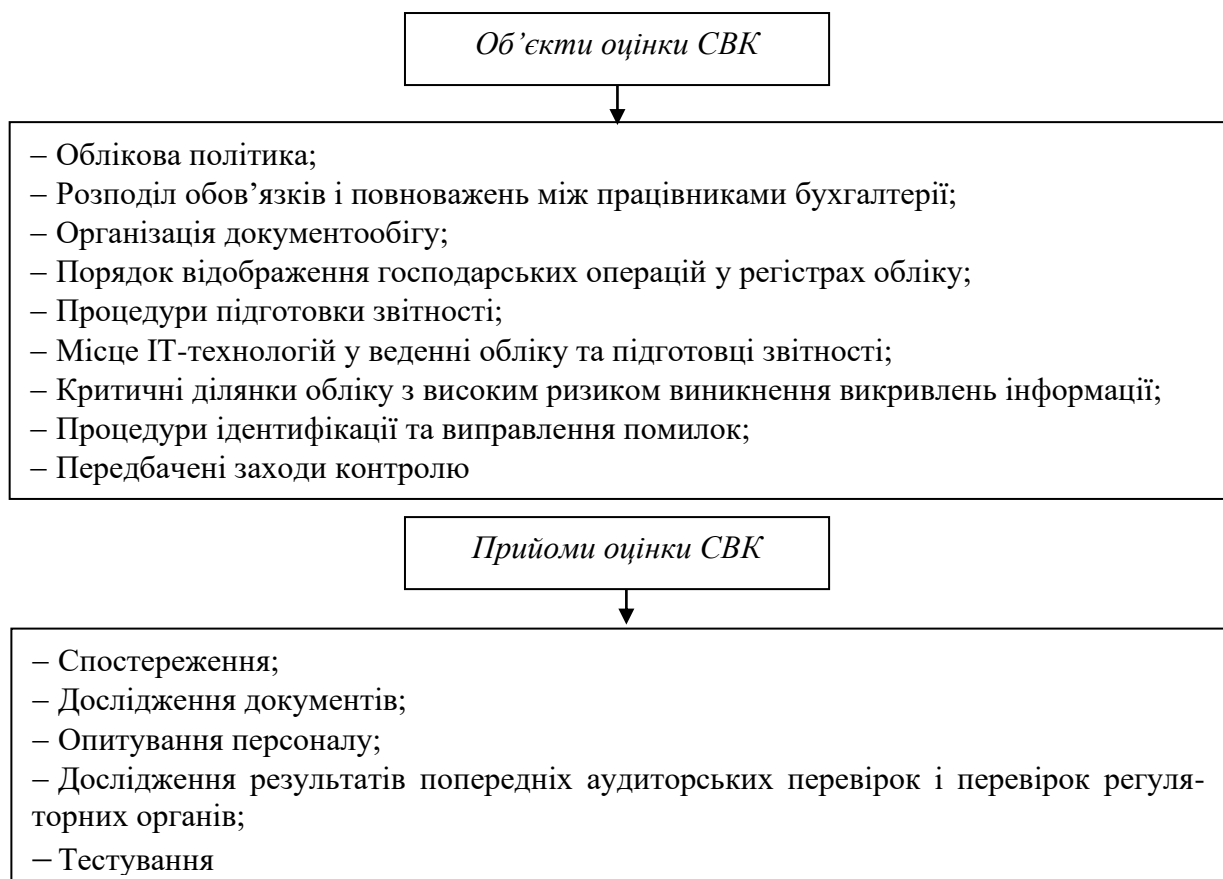 Об’єкти оцінки СВК
– Облікова політика;
– Розподіл обов’язків і повноважень між працівниками бухгалтерії;
– Організація документообігу;
– Порядок відображення господарських операцій у регістрах обліку;
– Процедури підготовки звітності;
– Місце ІТ-технологій у веденні обліку та підготовці звітності;
– Критичні ділянки обліку з високим ризиком виникнення викривлень інформації;
– Процедури ідентифікації та виправлення помилок;
– Передбачені заходи контролю
Прийоми оцінки СВК
– Спостереження;
– Дослідження документів;
– Опитування персоналу;
– Дослідження результатів попередніх аудиторських перевірок і перевірок регуля-
торних органів;
– Тестування